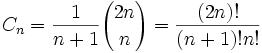 C_n = \frac{1}{n+1}\binom{2n}{n} = \frac{(2n)!}{(n+1)!n!}